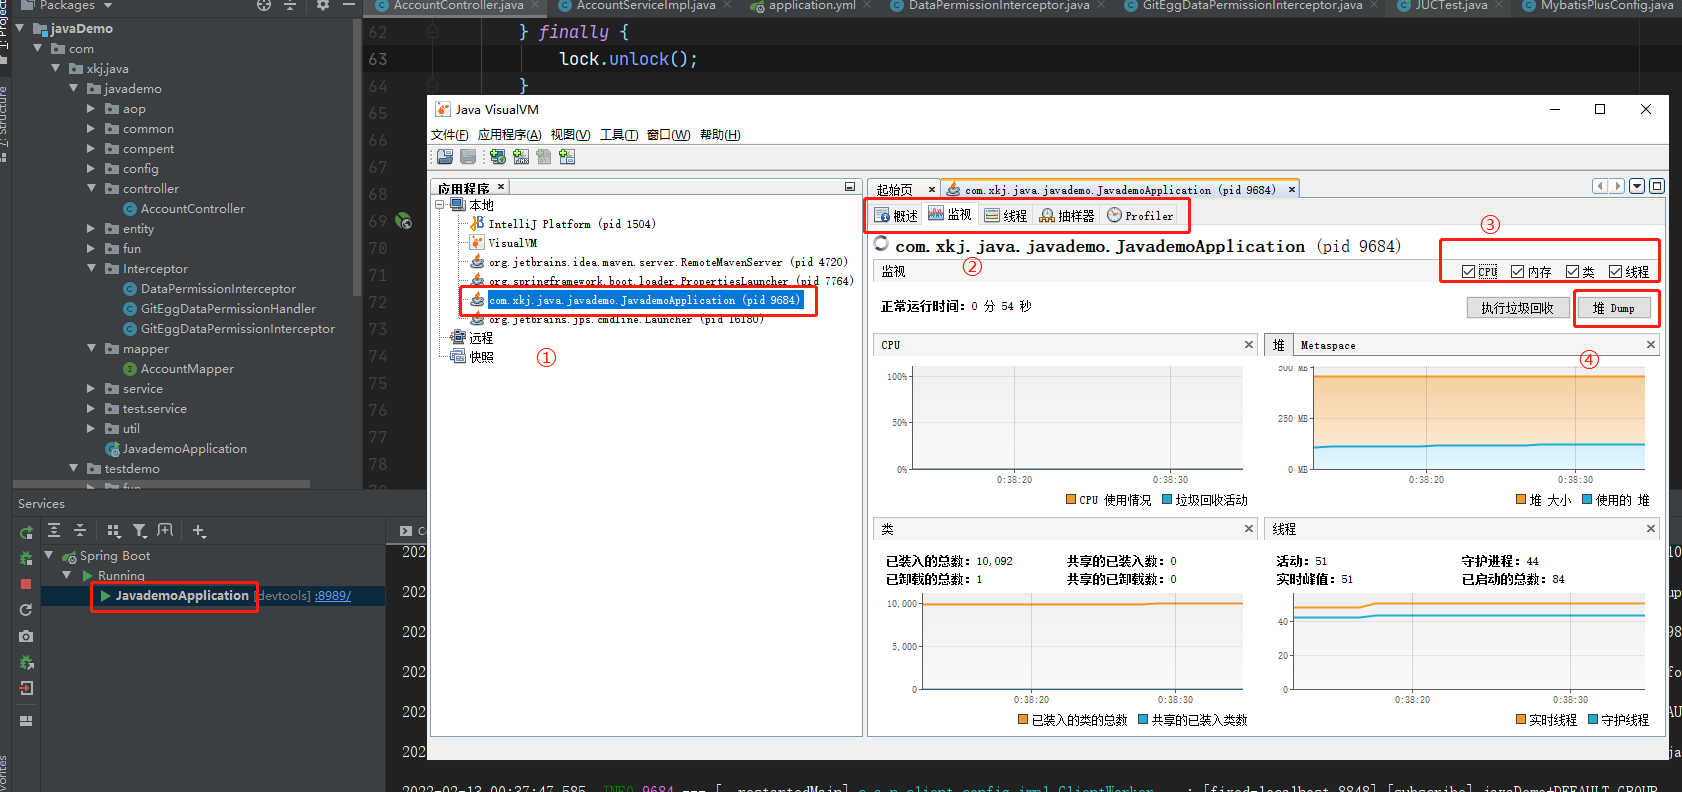 Packages
AccountController.java
AccountServiceImpl.java
application.yml
DataPermissionInterceptor.java
GitEggDataPermissionInterceptor.java
JUCTest.java
MybatisPlusConfig.java
1: Project
Z: Structure
javaDemo
com
xkj.java
javademo
aop
common
compent
config
controller
AccountController
entity
fun
Interceptor
DataPermissionInterceptor
GitEggDataPermissionHandler
GitEggDataPermissionInterceptor
mapper
AccountMapper
service
test.service
util
JavademoApplication
testdemo
fun
62 } finally {
63 lock.unlock();
64 }
65
66
67
68
69
70
71
72
73
74
75
76
77
78
Java VisualVM
文件(F) 应用程序(A) 视图(V) 工具(T) 窗口(W) 帮助(H)
应用程序
本地
IntelliJ Platform (pid 1504)
VisualVM
org.jetbrains.idea.maven.server.RemoteMavenServer (pid 4720)
org.springframework.boot.loader.PropertiesLauncher (pid 7764)
com.xkj.java.javademo.JavademoApplication (pid 9684)
org.jetbrains.jps.cmdline.Launcher (pid 16180)
远程
快照
①
起始页
com.xkj.java.javademo.JavademoApplication (pid 9684)
概述 监视 线程 抽样器 Profiler
③
com.xkj.java.javademo.JavademoApplication (pid 9684)
②
监视
CPU 内存 类 线程
正常运行时间: 0 分 54 秒
执行垃圾回收 堆 Dump
④
CPU
100%
50%
0%
0:38:20 0:38:30
CPU 使用情况 垃圾回收活动
堆 Metaspace
500 MB
250 MB
0 MB
0:38:20 0:38:30
堆 大小 使用的 堆
类
已装入的总数: 10,092 共享的已装入数: 0
已卸载的总数: 1 共享的已卸载数: 0
10,000
5,000
0
0:38:20 0:38:30
已装入的类的总数 共享的已装入类数
线程
活动: 51 守护进程: 44
实时峰值: 51 已启动的总数: 84
40
20
0
0:38:20 0:38:30
实时线程 守护线程
Services
Spring Boot
Running
JavademoApplication [devtools] :8989/
202
202
202
202
202
202
2022-02-13 00:37:47.585 INFO 9684 --- [ restartedMain] c.a.n.client.config.impl.ClientWorker : [fixed-localhost_8848] [subscribe] javaDemo+DEFAULT_GROUP